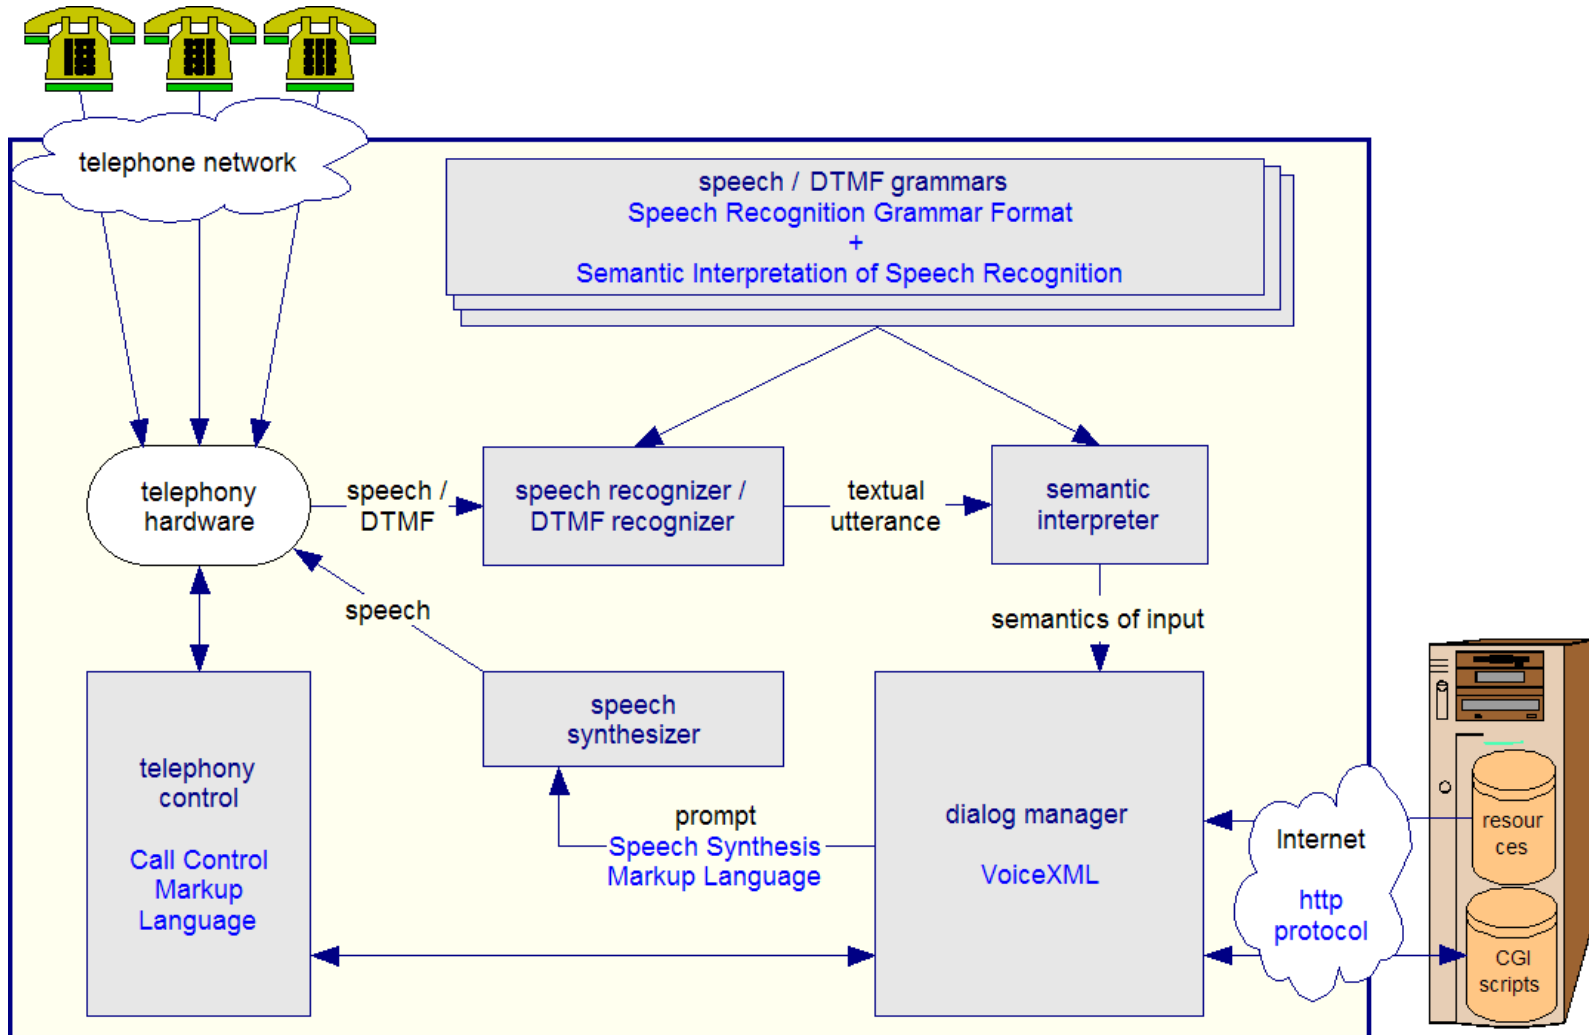 telephone network
speech / DTMF grammars
Speech Recognition Grammar Format
+
Semantic Interpretation of Speech Recognition
telephony
hardware
speech /
DTMF
speech recognizer /
DTMF recognizer
textual
utterance
semantic
interpreter
speech
semantics of input
telephony
control
Call Control
Markup
Language
speech
synthesizer
prompt
Speech Synthesis
Markup Language
dialog manager
VoiceXML
Internet
http
protocol
resour
ces
CGI
scripts